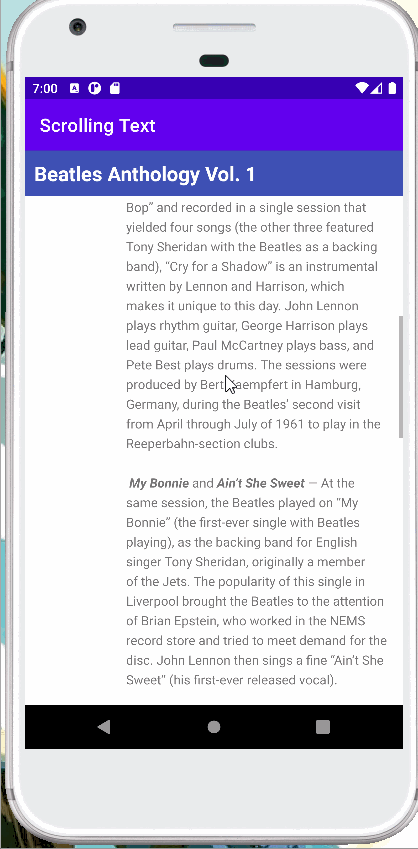 7:00
Scrolling Text
Beatles Anthology Vol. 1
Bop” and recorded in a single session that
yielded four songs (the other three featured
Tony Sheridan with the Beatles as a backing
band), “Cry for a Shadow” is an instrumental
written by Lennon and Harrison, which
makes it unique to this day. John Lennon
plays rhythm guitar, George Harrison plays
lead guitar, Paul McCartney plays bass, and
Pete Best plays drums. The sessions were
produced by Bert Kaempfert in Hamburg,
Germany, during the Beatles' second visit
from April through July of 1961 to play in the
Reeperbahn-section clubs.
My Bonnie and Ain’t She Sweet — At the
same session, the Beatles played on “My
Bonnie” (the first-ever single with Beatles
playing), as the backing band for English
singer Tony Sheridan, originally a member
of the Jets. The popularity of this single in
Liverpool brought the Beatles to the attention
of Brian Epstein, who worked in the NEMS
record store and tried to meet demand for the
disc. John Lennon then sings a fine “Ain’t She
Sweet” (his first-ever released vocal).